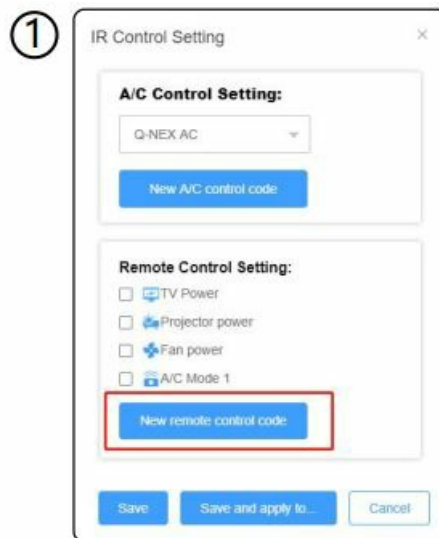 ①
IR Control Setting ×
A/C Control Setting:
Q-NEX AC
New A/C control code
Remote Control Setting:
TV Power
Projector power
Fan power
A/C Mode 1
New remote control code
Save Save and apply to... Cancel